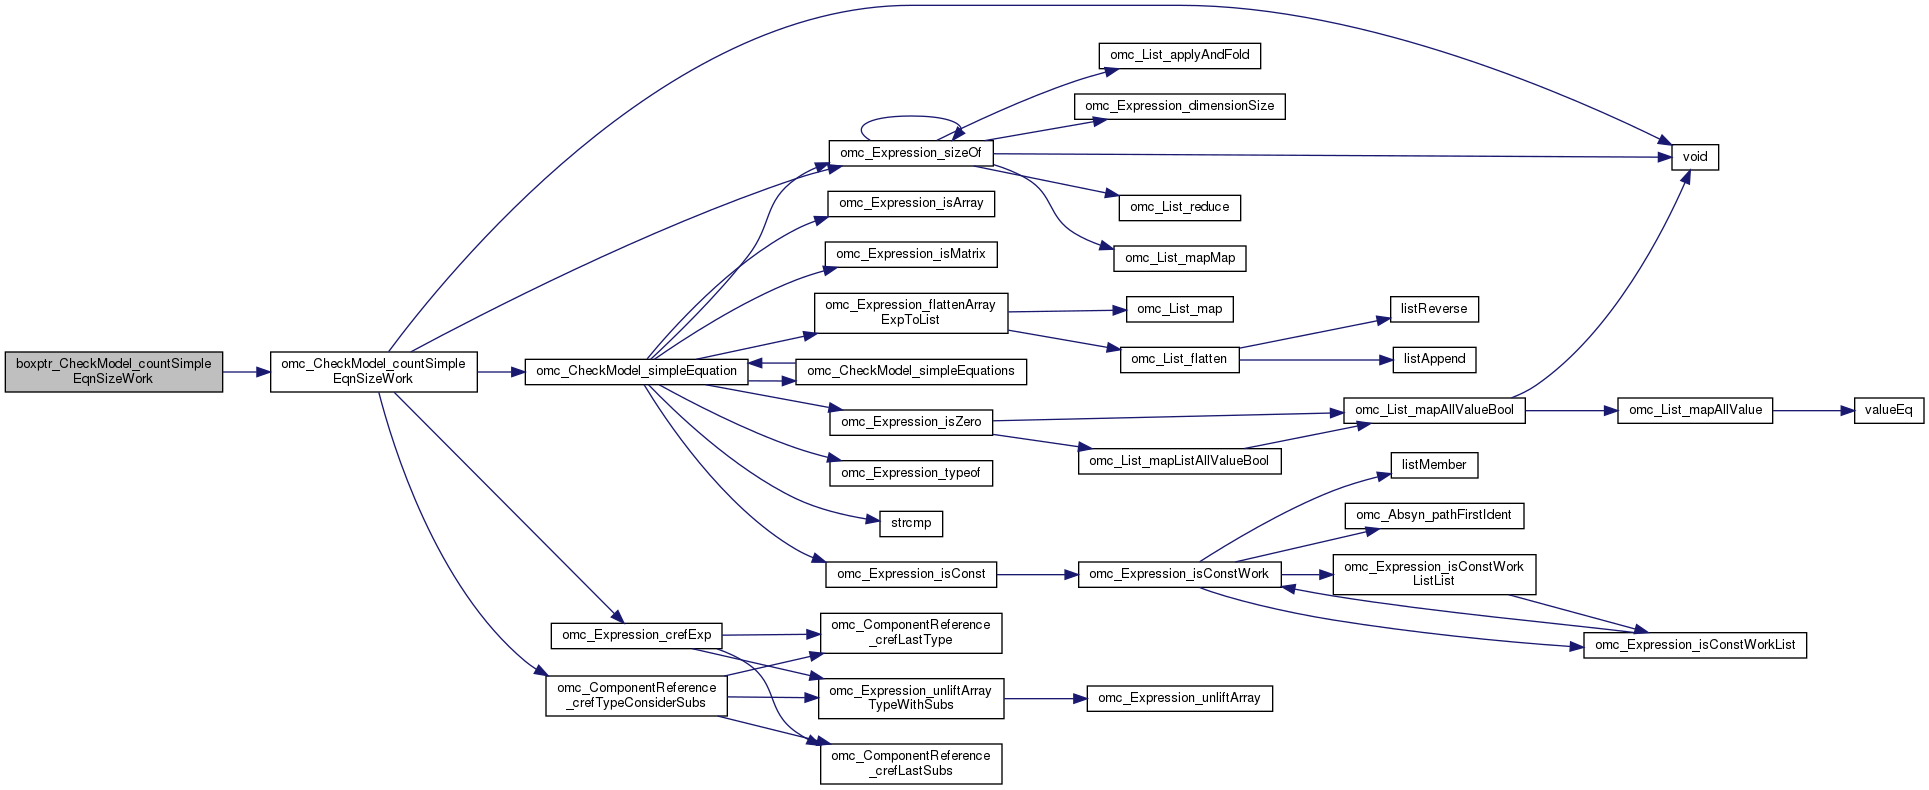 boxptr_CheckModel_countSimple
EqnSizeWork
omc_CheckModel_countSimple
EqnSizeWork
omc_CheckModel_simpleEquation
omc_Expression_crefExp
omc_ComponentReference
_crefTypeConsiderSubs
omc_Expression_sizeOf
omc_Expression_isArray
omc_Expression_isMatrix
omc_Expression_flattenArray
ExpToList
omc_CheckModel_simpleEquations
omc_Expression_isZero
omc_Expression_typeof
strcmp
omc_Expression_isConst
omc_ComponentReference
_crefLastType
omc_Expression_unliftArray
TypeWithSubs
omc_ComponentReference
_crefLastSubs
omc_List_applyAndFold
omc_Expression_dimensionSize
omc_List_reduce
omc_List_mapMap
omc_List_map
omc_List_flatten
omc_List_mapListAllValueBool
omc_Expression_isConstWork
omc_Expression_unliftArray
listReverse
listAppend
omc_List_mapAllValueBool
listMember
omc_Absyn_pathFirstIdent
omc_Expression_isConstWork
ListList
void
omc_List_mapAllValue
omc_Expression_isConstWorkList
valueEq